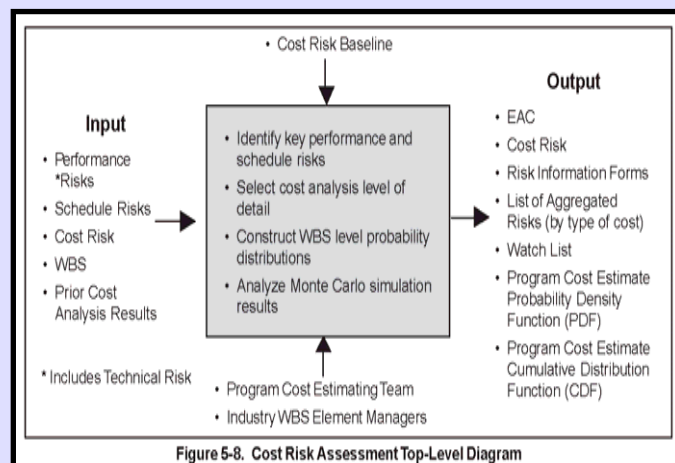 • Cost Risk Baseline
Input
• Performance
*Risks
• Schedule Risks
• Cost Risk
• WBS
• Prior Cost
Analysis Results
* Includes Technical Risk
• Identify key performance and
schedule risks
• Select cost analysis level of
detail
• Construct WBS level probability
distributions
• Analyze Monte Carlo simulation
results
• Program Cost Estimating Team
• Industry WBS Element Managers
Output
• EAC
• Cost Risk
• Risk Information Forms
• List of Aggregated
Risks (by type of cost)
• Watch List
• Program Cost Estimate
Probability Density
Function (PDF)
• Program Cost Estimate
Cumulative Distribution
Function (CDF)
Figure 5-8. Cost Risk Assessment Top-Level Diagram